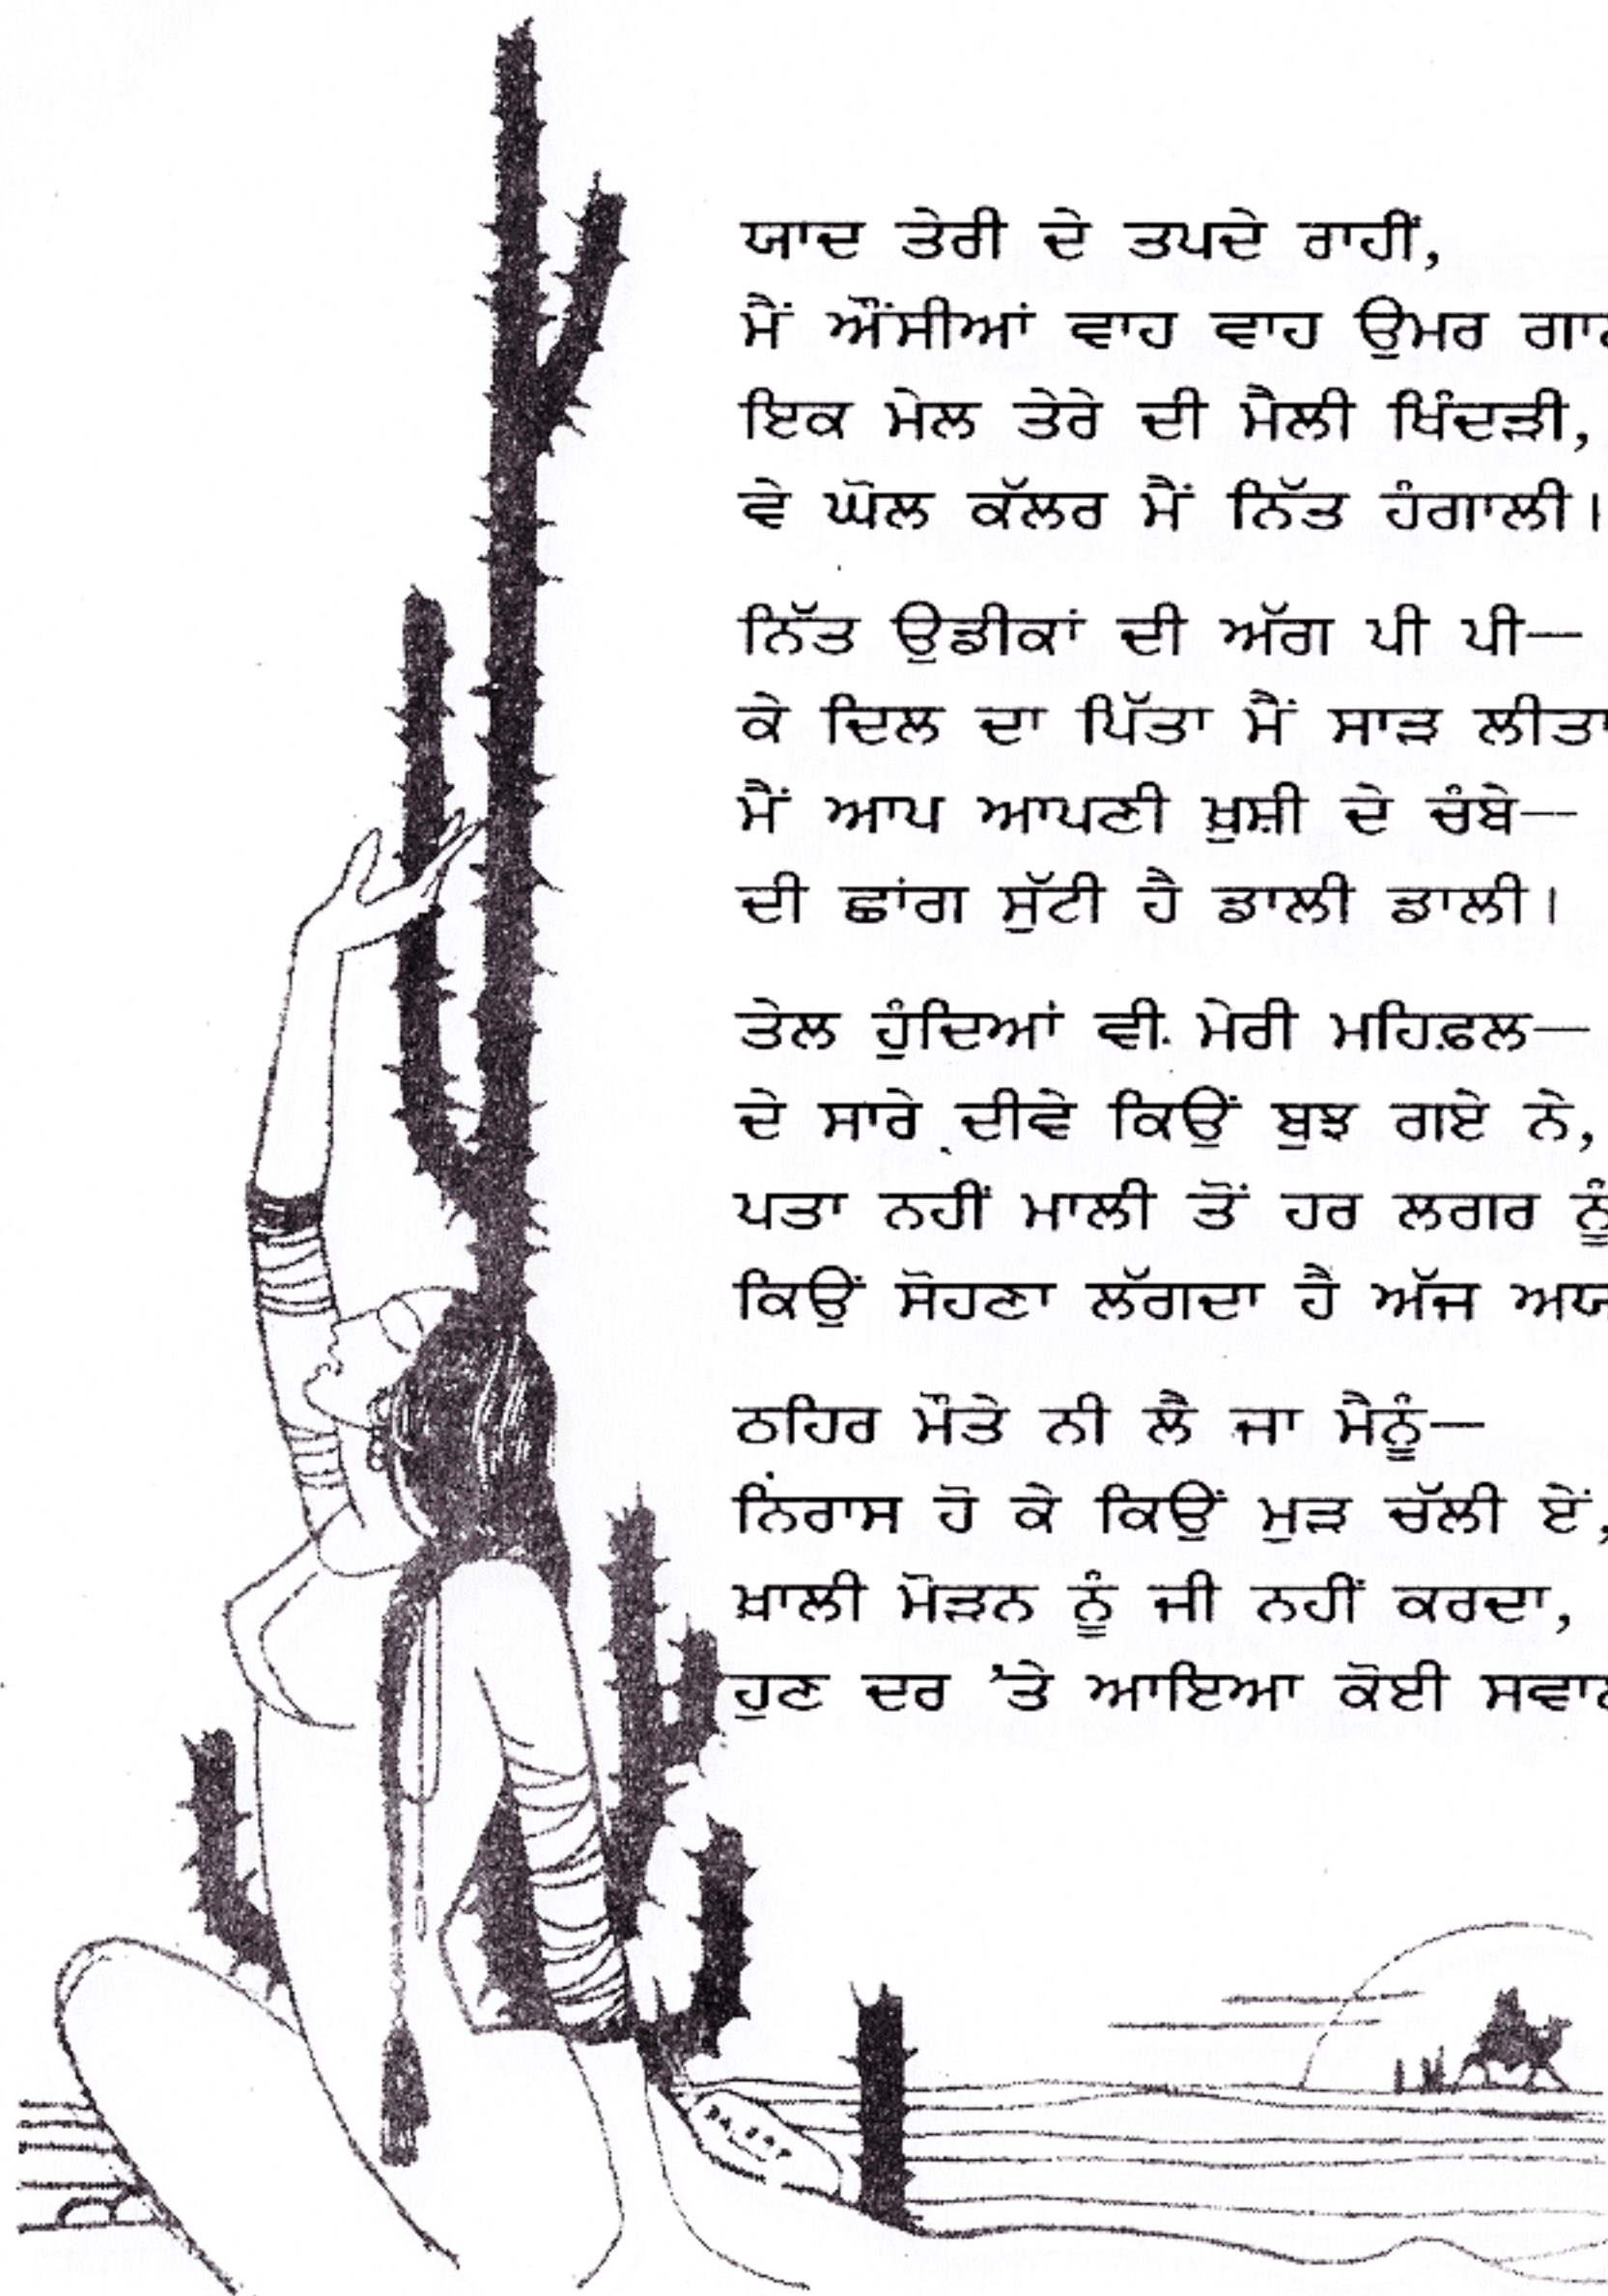 ਯਾਦ ਤੇਰੀ ਦੇ ਤਪਦੇ ਰਾਹੀਂ,
ਮੈਂ ਔਂਸੀਆਂ ਵਾਹ ਵਾਹ ਉਮਰ
ਇਕ ਮੇਲ ਤੇਰੇ ਦੀ ਮੈਲੀ ਖਿੰਦੜੀ,
ਵੇ ਘੋਲ ਕੱਲਰ ਮੈਂ ਨਿੱਤ ਹੰਗਾਲੀ।
ਨਿੱਤ ਉਡੀਕਾਂ ਦੀ ਅੱਗ ਪੀ ਪੀ—
ਕੇ ਦਿਲ ਦਾ ਪਿੱਤਾ ਮੈਂ ਸਾੜ ਲੀਤਾ
ਮੈਂ ਆਪ ਆਪਣੀ ਖ਼ੁਸ਼ੀ ਦੇ ਚੰਬੇ—
ਦੀ ਛਾਂਗ ਸੁੱਟੀ ਹੈ ਡਾਲੀ ਡਾਲੀ।
ਤੇਲ ਹੁੰਦਿਆਂ ਵੀ ਮੇਰੀ ਮਹਿਫ਼ਲ—
ਦੇ ਸਾਰੇ ਦੀਵੇ ਕਿਉਂ ਬੁਝ ਗਏ ਨੇ,
ਪਤਾ ਨਹੀਂ ਮਾਲੀ ਤੋਂ ਹਰ ਲਗਰ ਨੂੰ
ਕਿਉਂ ਸੋਹਣਾ ਲੱਗਦਾ ਹੈ ਅੱਜ
ਠਹਿਰ ਮੌਤੇ ਨੀ ਲੈ ਜਾ ਮੈਨੂੰ—
ਨਿਰਾਸ ਹੋ ਕੇ ਕਿਉਂ ਮੁੜ ਚੱਲੀ ਏਂ,
ਖ਼ਾਲੀ ਮੋੜਨ ਨੂੰ ਜੀ ਨਹੀਂ ਕਰਦਾ,
ਹੁਣ ਦਰ 'ਤੇ ਆਇਆ ਕੋਈ